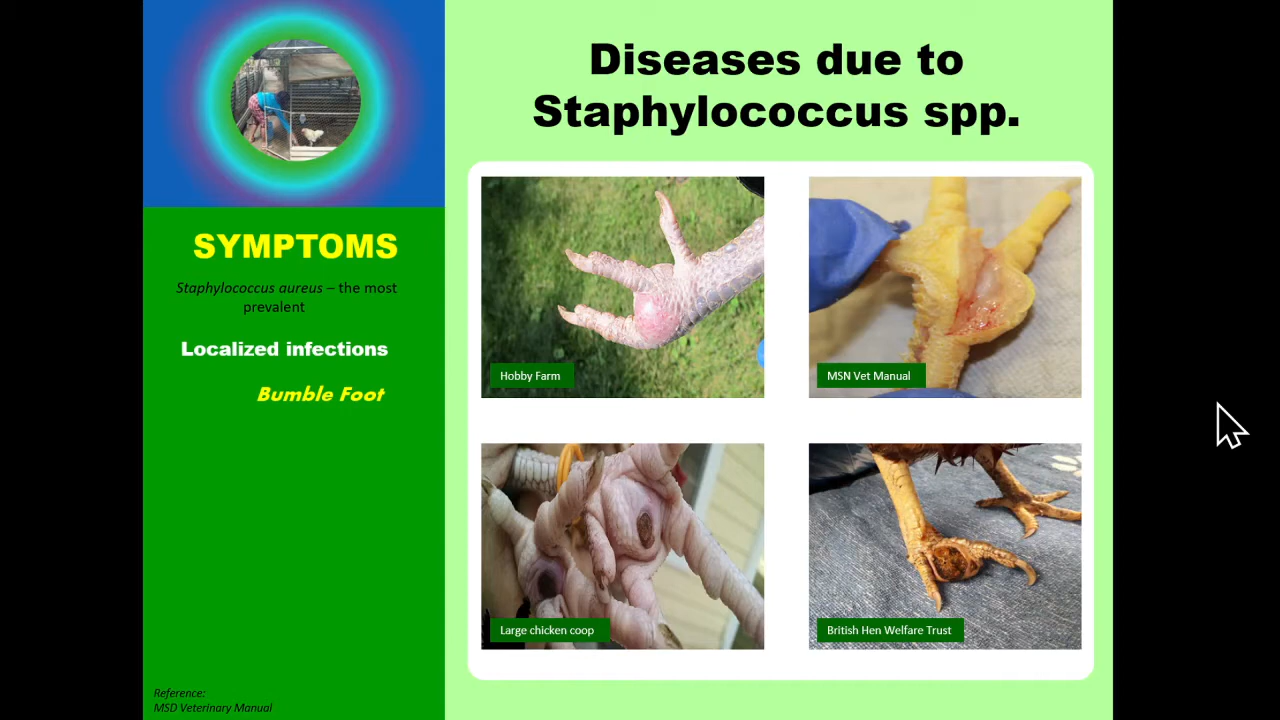 Diseases due to
Staphylococcus spp.
SYMPTOMS
Staphylococcus aureus – the most
prevalent
Localized infections
Bumble Foot
Hobby Farm
MSN Vet Manual
Large chicken coop
British Hen Welfare Trust
Reference:
MSD Veterinary Manual